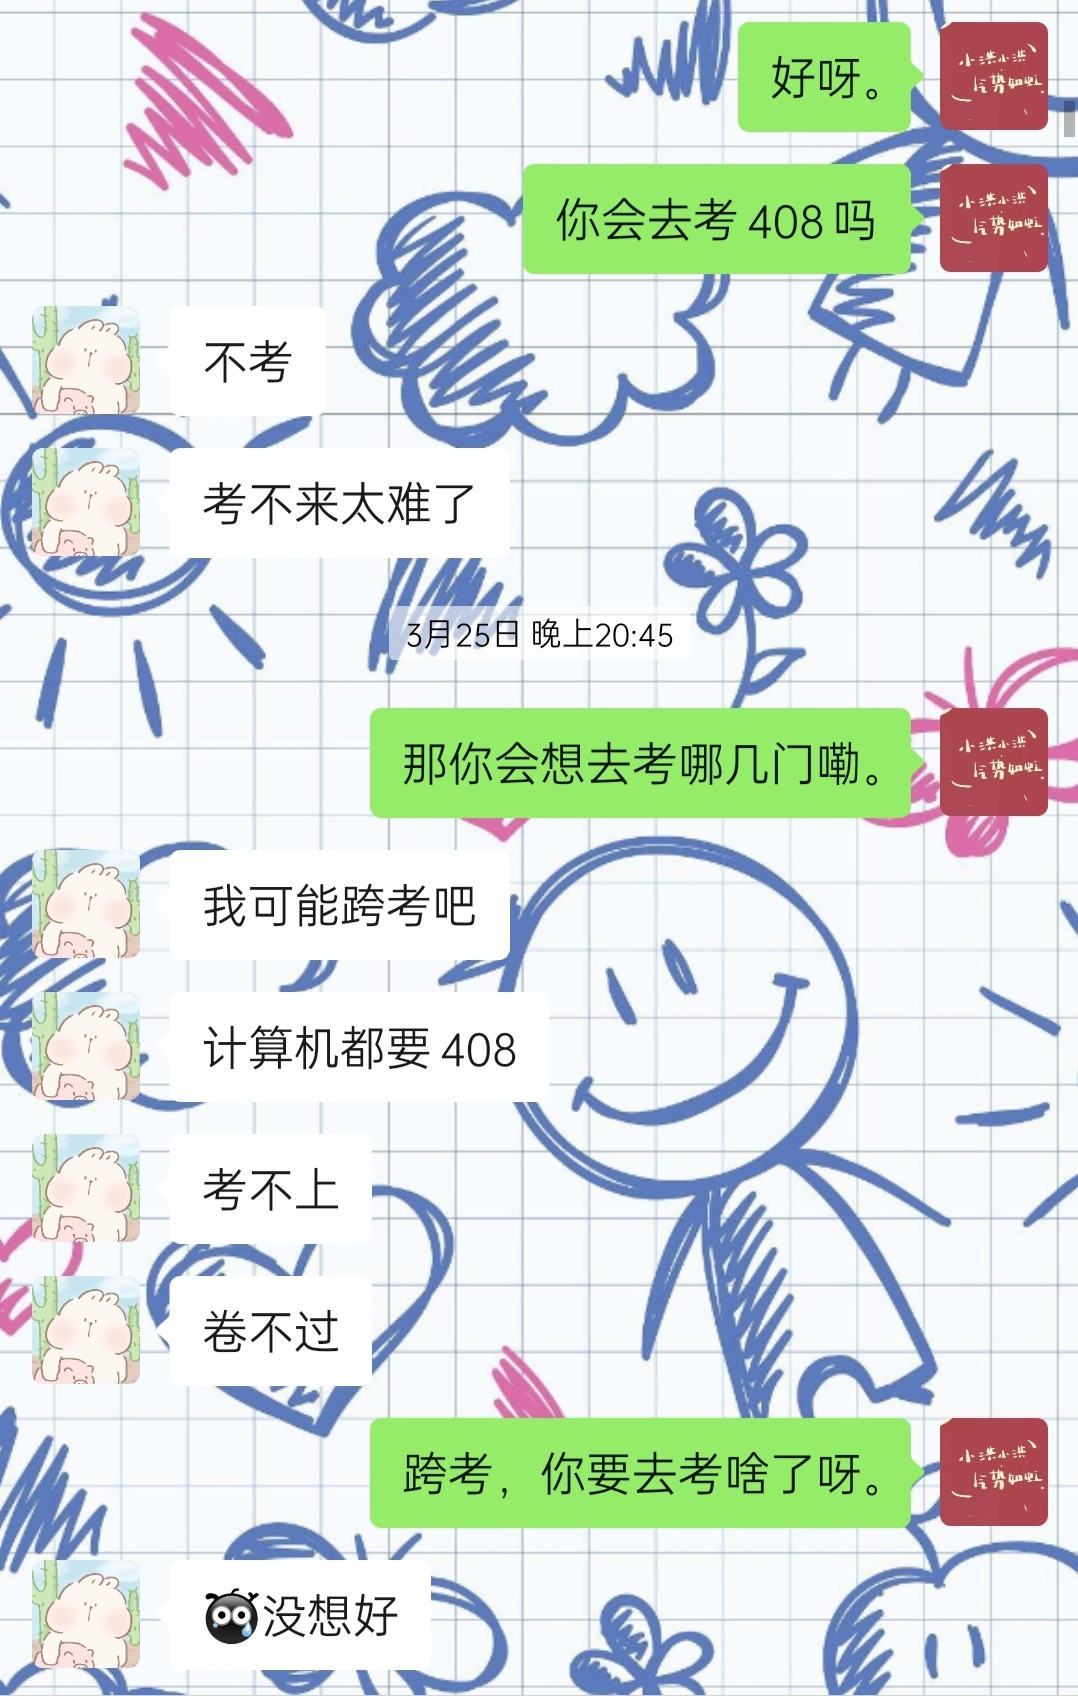 好呀。
你会去考 408 吗
不考
考不来太难了
3月25日 晚上20:45
那你会想去考哪几门嘞。
我可能跨考吧
计算机都要 408
考不上
卷不过
跨考，你要去考啥了呀。
没想好